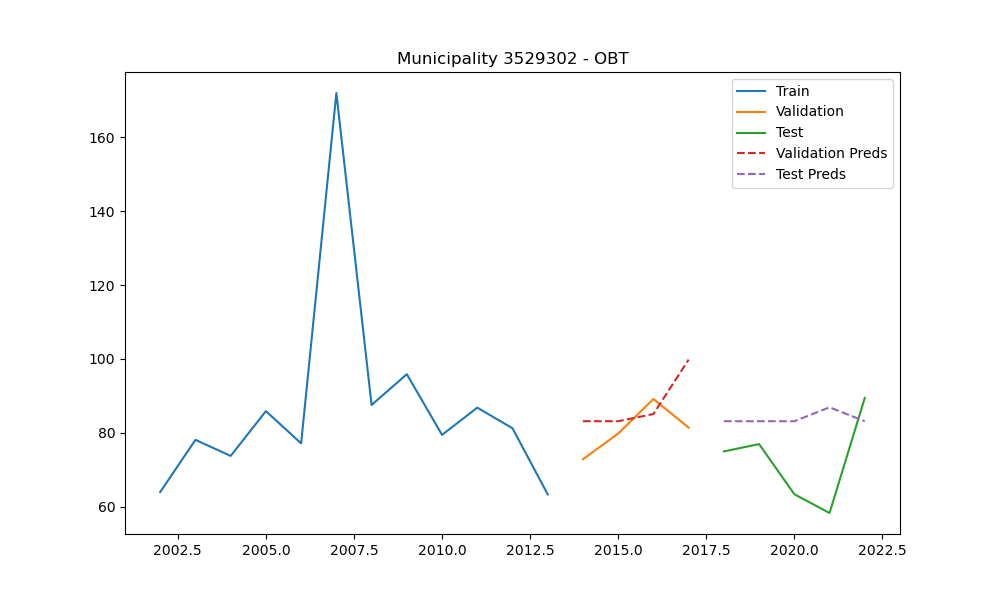 Municipality 3529302 - OBT
Train
Validation
Test
Validation Preds
Test Preds
160
140
120
100
80
60
2002.5 2005.0 2007.5 2010.0 2012.5 2015.0 2017.5 2020.0 2022.5